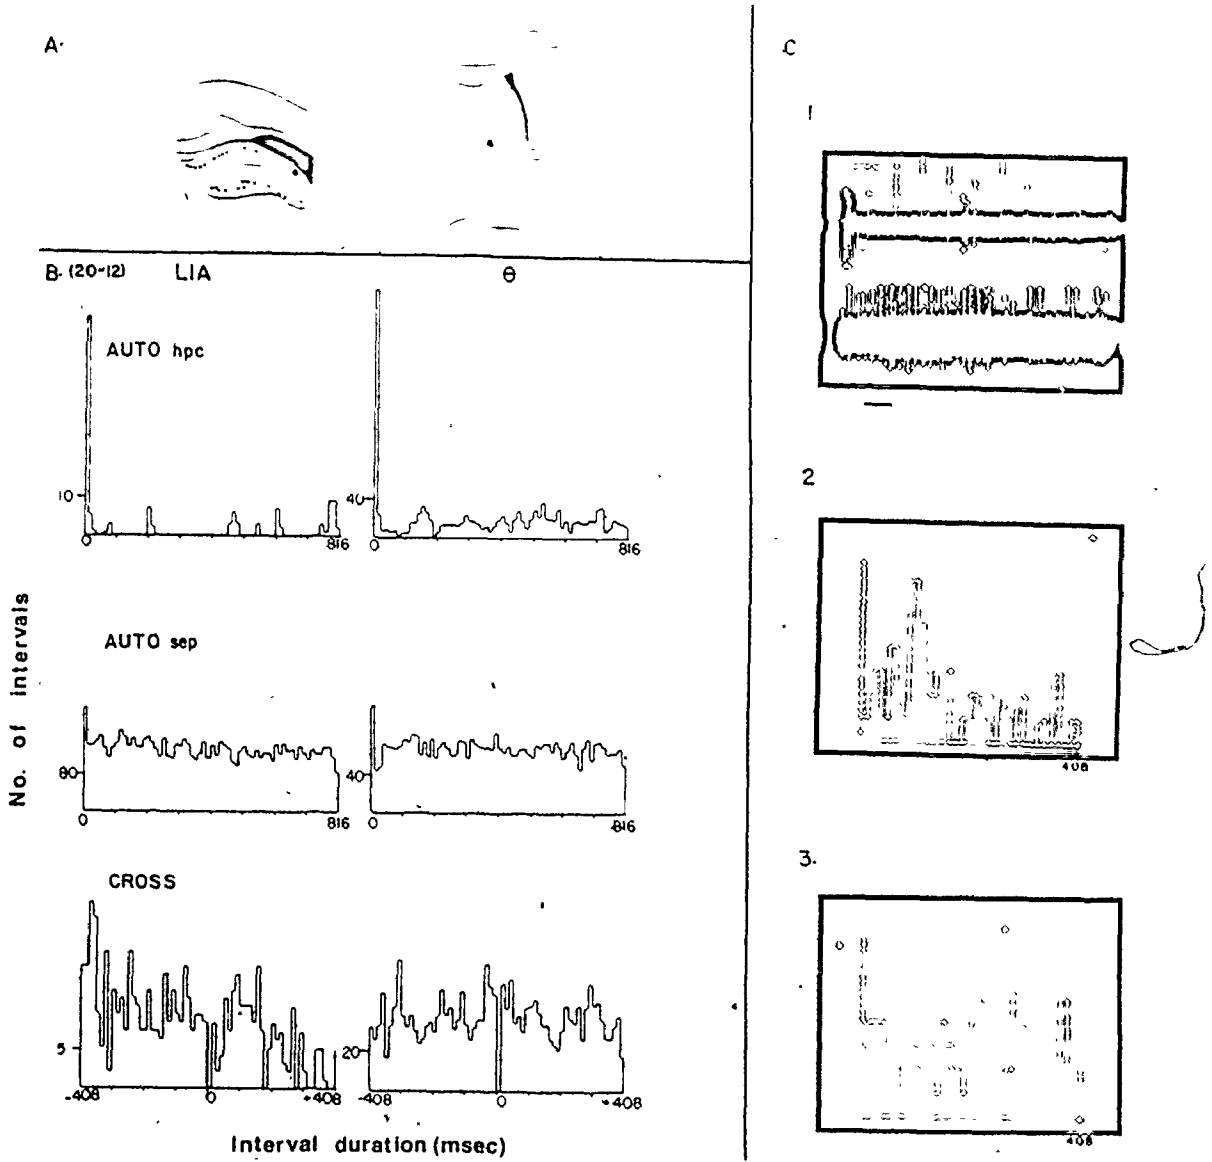 A.
B. (20-12) LIA θ
AUTO hpc
10
0 816
40
0 816
AUTO sep
80
0 816
40
0 816
CROSS
5
-408 0 +408
20
-408 0 +408
No. of intervals
Interval duration (msec)
C
1
2
408
3.
408